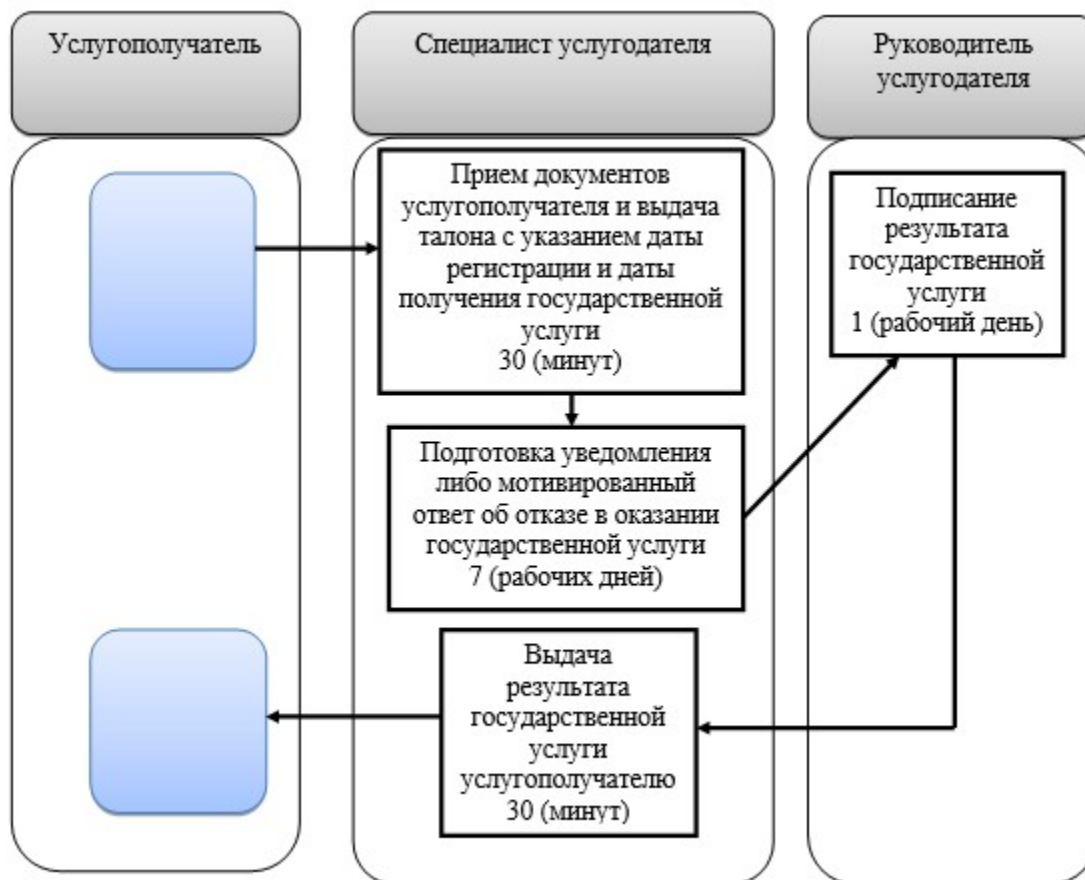 Услугополучатель
Специалист услугодателя
Руководитель
услугодателя
Прием документов
услугополучателя и выдача
талона с указанием даты
регистрации и даты
получения государственной
услуги
30 (минут)
Подписание
результата
государственной
услуги
1 (рабочий день)
Подготовка уведомления
либо мотивированный
ответ об отказе в оказании
государственной услуги
7 (рабочих дней)
Выдача
результата
государственной
услуги
услугополучателю
30 (минут)